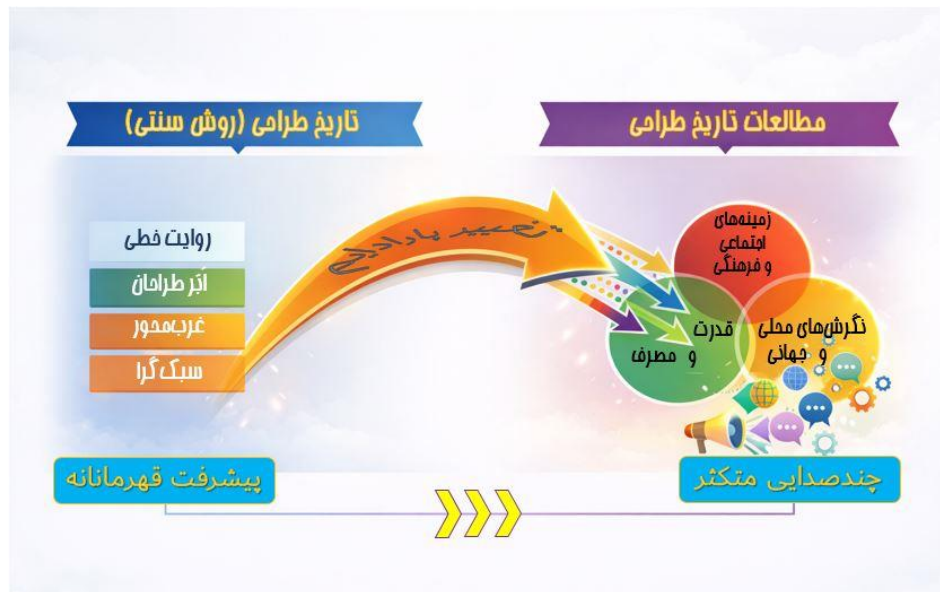 تاریخ طراحی (روش سنتی)
مطالعات تاریخ طراحی
روایت خطی
اَبَر طراحان
غرب‌محور
سبک‌گرا
تغییر پارادایم
زمینه‌های
اجتماعی
و فرهنگی
قدرت
و مصرف
نگرش‌های محلی
و جهانی
پیشرفت قهرمانانه
چندصدایی متکثر